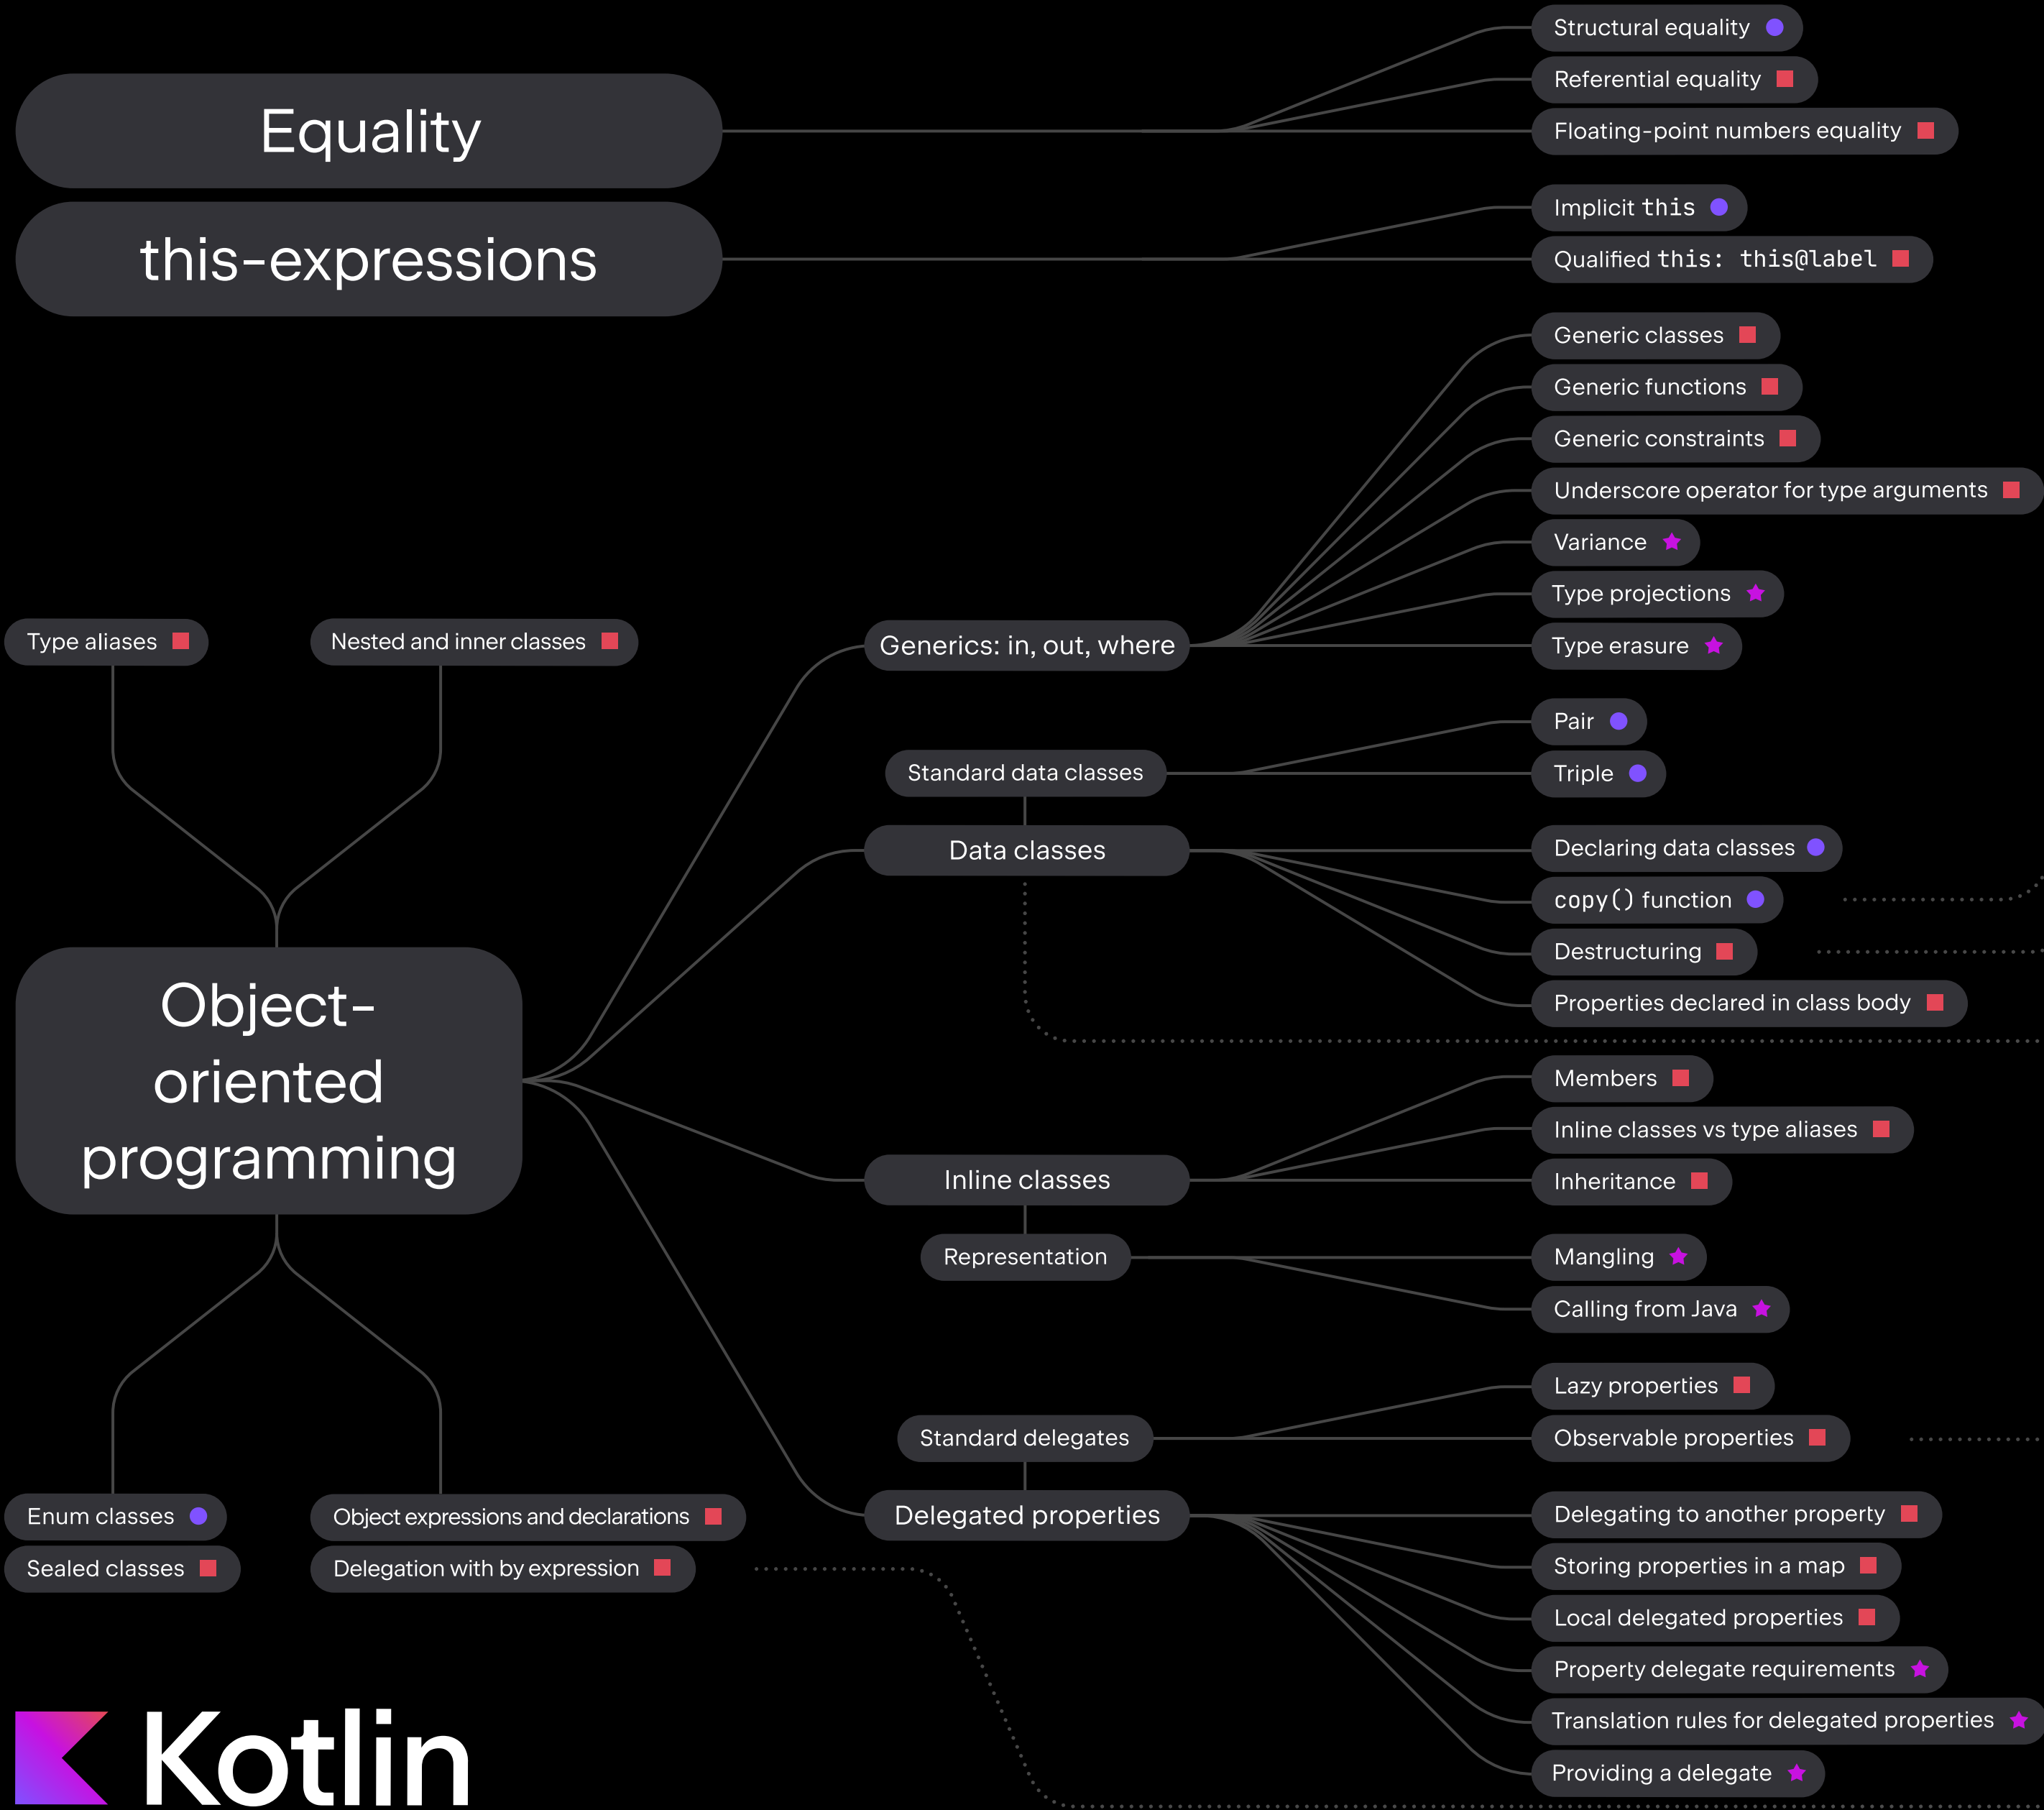 Structural equality
Referential equality
Equality
Floating-point numbers equality
Implicit this
this-expressions
Qualified this: this@label
Generic classes
Generic functions
Generic constraints
Underscore operator for type arguments
Variance
Type projections
Type aliases
Nested and inner classes
Generics: in, out, where
Type erasure
Pair
Standard data classes
Triple
Data classes
Declaring data classes
copy() function
Destructuring
Properties declared in class body
Object-
oriented
programming
Members
Inline classes vs type aliases
Inline classes
Inheritance
Representation
Mangling
Calling from Java
Lazy properties
Standard delegates
Observable properties
Enum classes
Object expressions and declarations
Delegated properties
Delegating to another property
Sealed classes
Delegation with by expression
Storing properties in a map
Local delegated properties
Property delegate requirements
Translation rules for delegated properties
Providing a delegate
Kotlin